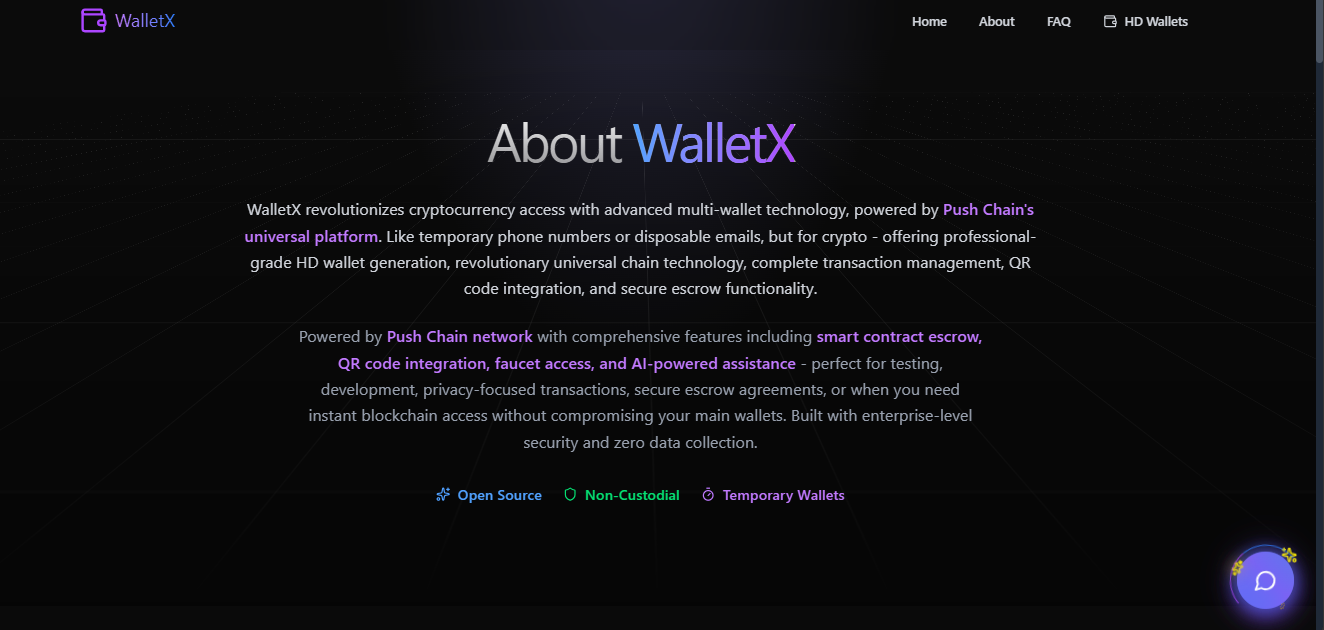 WalletX
Home
About
FAQ
HD Wallets
About WalletX
WalletX revolutionizes cryptocurrency access with advanced multi-wallet technology, powered by Push Chain's
universal platform. Like temporary phone numbers or disposable emails, but for crypto - offering professional-
grade HD wallet generation, revolutionary universal chain technology, complete transaction management, QR
code integration, and secure escrow functionality.
Powered by Push Chain network with comprehensive features including smart contract escrow,
QR code integration, faucet access, and AI-powered assistance - perfect for testing,
development, privacy-focused transactions, secure escrow agreements, or when you need
instant blockchain access without compromising your main wallets. Built with enterprise-level
security and zero data collection.
Open Source
Non-Custodial
Temporary Wallets